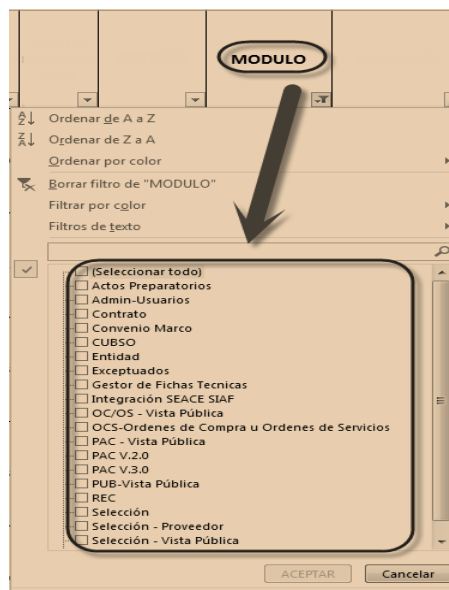 MODULO
Ordenar de A a Z
Ordenar de Z a A
Ordenar por color
Borrar filtro de "MODULO"
Filtrar por color
Filtros de texto
(Seleccionar todo)
Actos Preparatorios
Admin-Usuarios
Contrato
Convenio Marco
CUBSO
Entidad
Exceptuados
Gestor de Fichas Tecnicas
Integración SEACE SIAF
OC/OS - Vista Pública
OCS-Ordenes de Compra u Ordenes de Servicios
PAC - Vista Pública
PAC V.2.0
PAC V.3.0
PUB-Vista Pública
REC
Selección
Selección - Proveedor
Selección - Vista Pública
ACEPTAR Cancelar